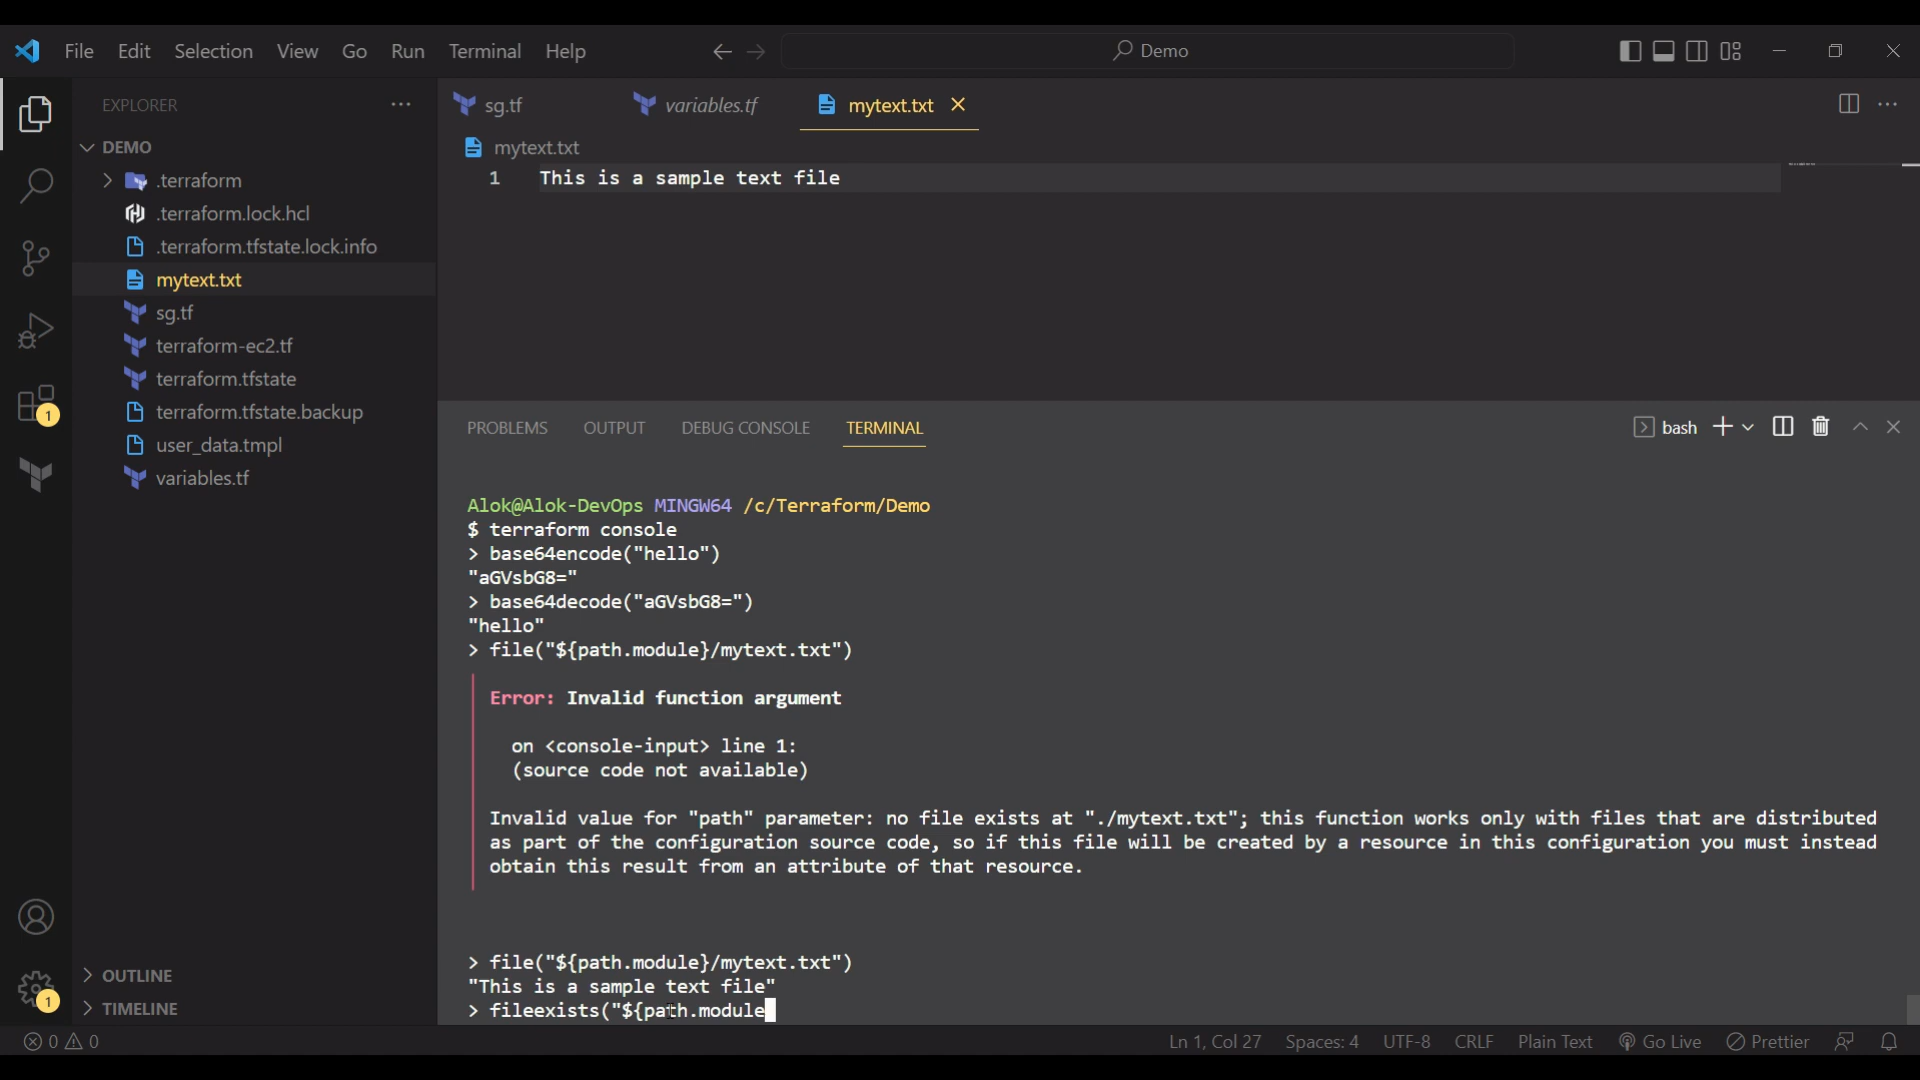 File Edit Selection View Go Run Terminal Help
Demo
EXPLORER
DEMO
.terraform
.terraform.lock.hcl
.terraform.tfstate.lock.info
mytext.txt
sg.tf
terraform-ec2.tf
terraform.tfstate
terraform.tfstate.backup
user_data.tmpl
variables.tf
OUTLINE
TIMELINE
1
1
sg.tf variables.tf mytext.txt
mytext.txt
1 This is a sample text file
PROBLEMS OUTPUT DEBUG CONSOLE TERMINAL
bash
Alok@Alok-DevOps MINGW64 /c/Terraform/Demo
$ terraform console
> base64encode("hello")
"aGVsbG8="
> base64decode("aGVsbG8=")
"hello"
> file("${path.module}/mytext.txt")
Error: Invalid function argument
on <console-input> line 1:
(source code not available)
Invalid value for "path" parameter: no file exists at "./mytext.txt"; this function works only with files that are distributed
as part of the configuration source code, so if this file will be created by a resource in this configuration you must instead
obtain this result from an attribute of that resource.
> file("${path.module}/mytext.txt")
"This is a sample text file"
> fileexists("${path.module
0 0
Ln 1, Col 27 Spaces: 4 UTF-8 CRLF Plain Text Go Live Prettier